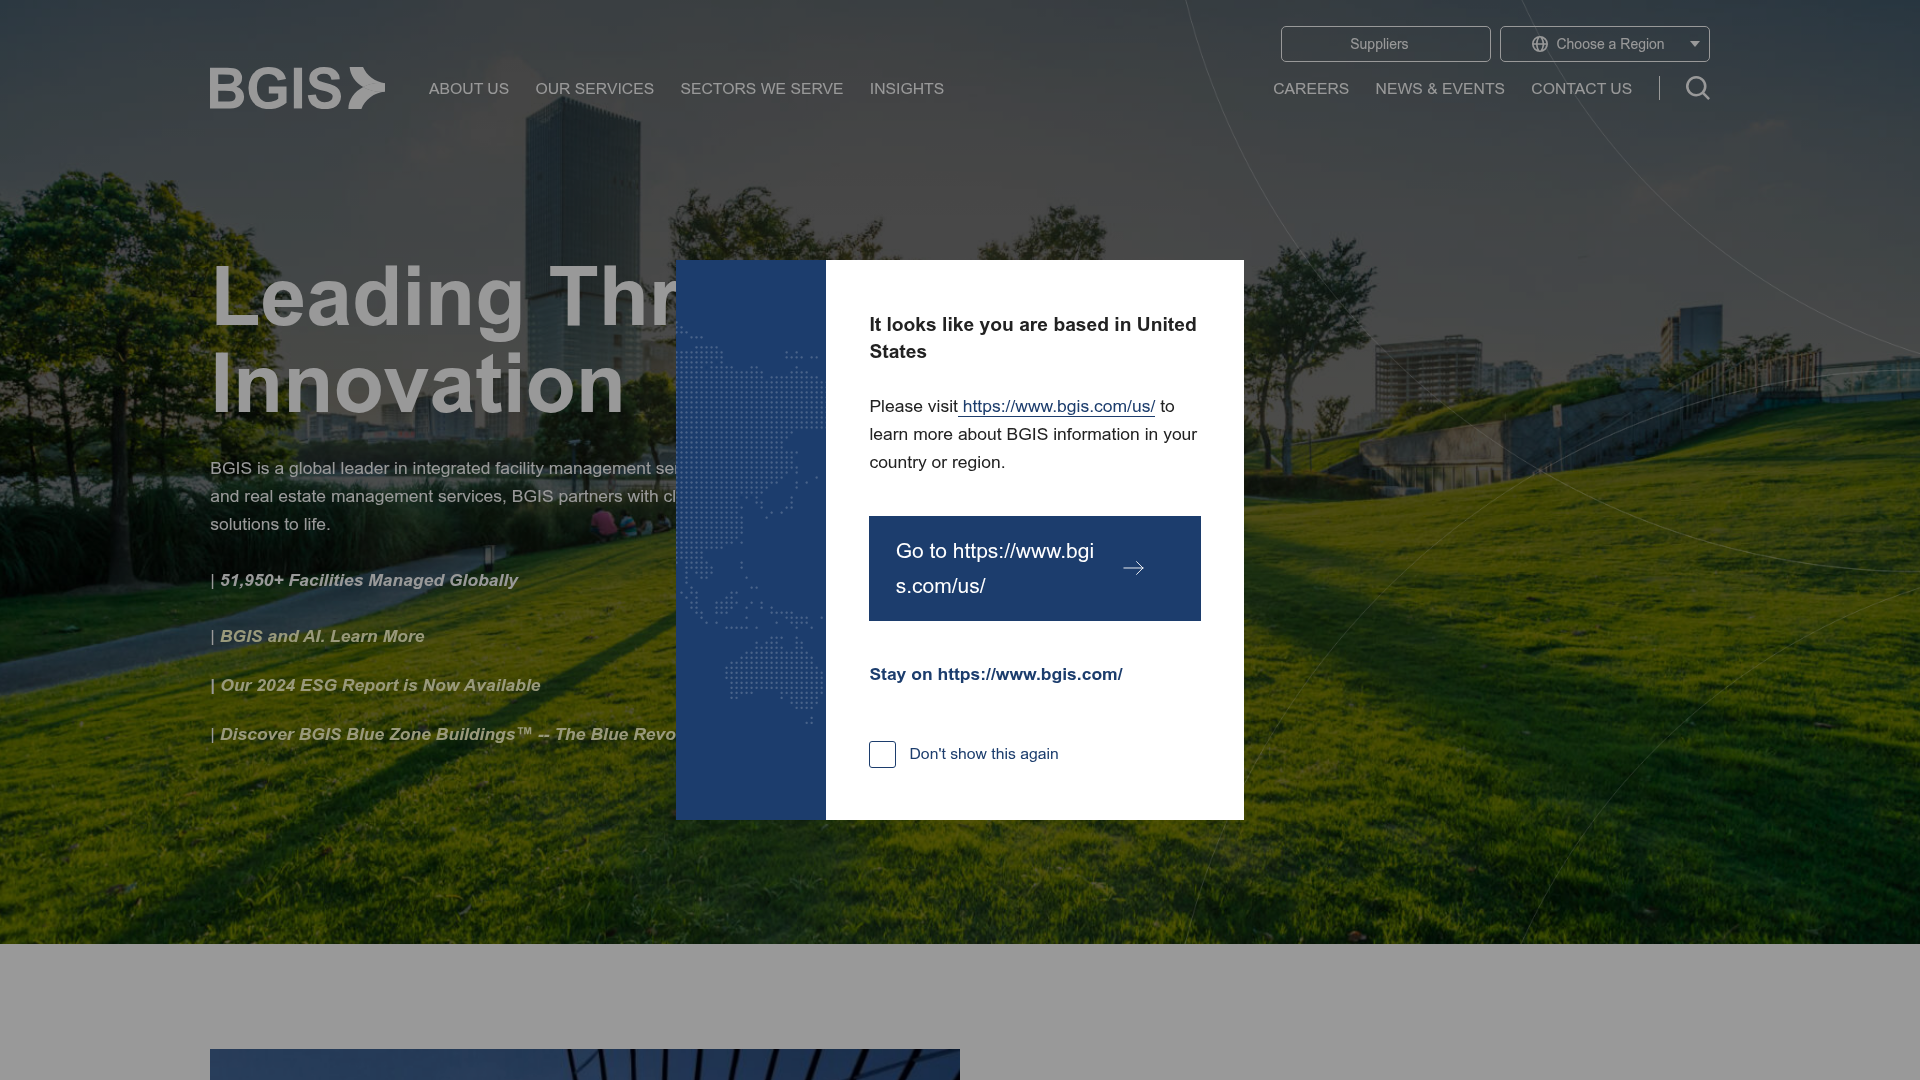 Suppliers
Choose a Region
BGIS
ABOUT US
OUR SERVICES
SECTORS WE SERVE
INSIGHTS
CAREERS
NEWS & EVENTS
CONTACT US
Leading Thr
Innovation
BGIS is a global leader in integrated facility management se
and real estate management services, BGIS partners with cl
solutions to life.
| 51,950+ Facilities Managed Globally
| BGIS and AI. Learn More
| Our 2024 ESG Report is Now Available
| Discover BGIS Blue Zone Buildings™ -- The Blue Revo
It looks like you are based in United
States
Please visit https://www.bgis.com/us/ to
learn more about BGIS information in your
country or region.
Go to https://www.bgi
s.com/us/
Stay on https://www.bgis.com/
Don't show this again